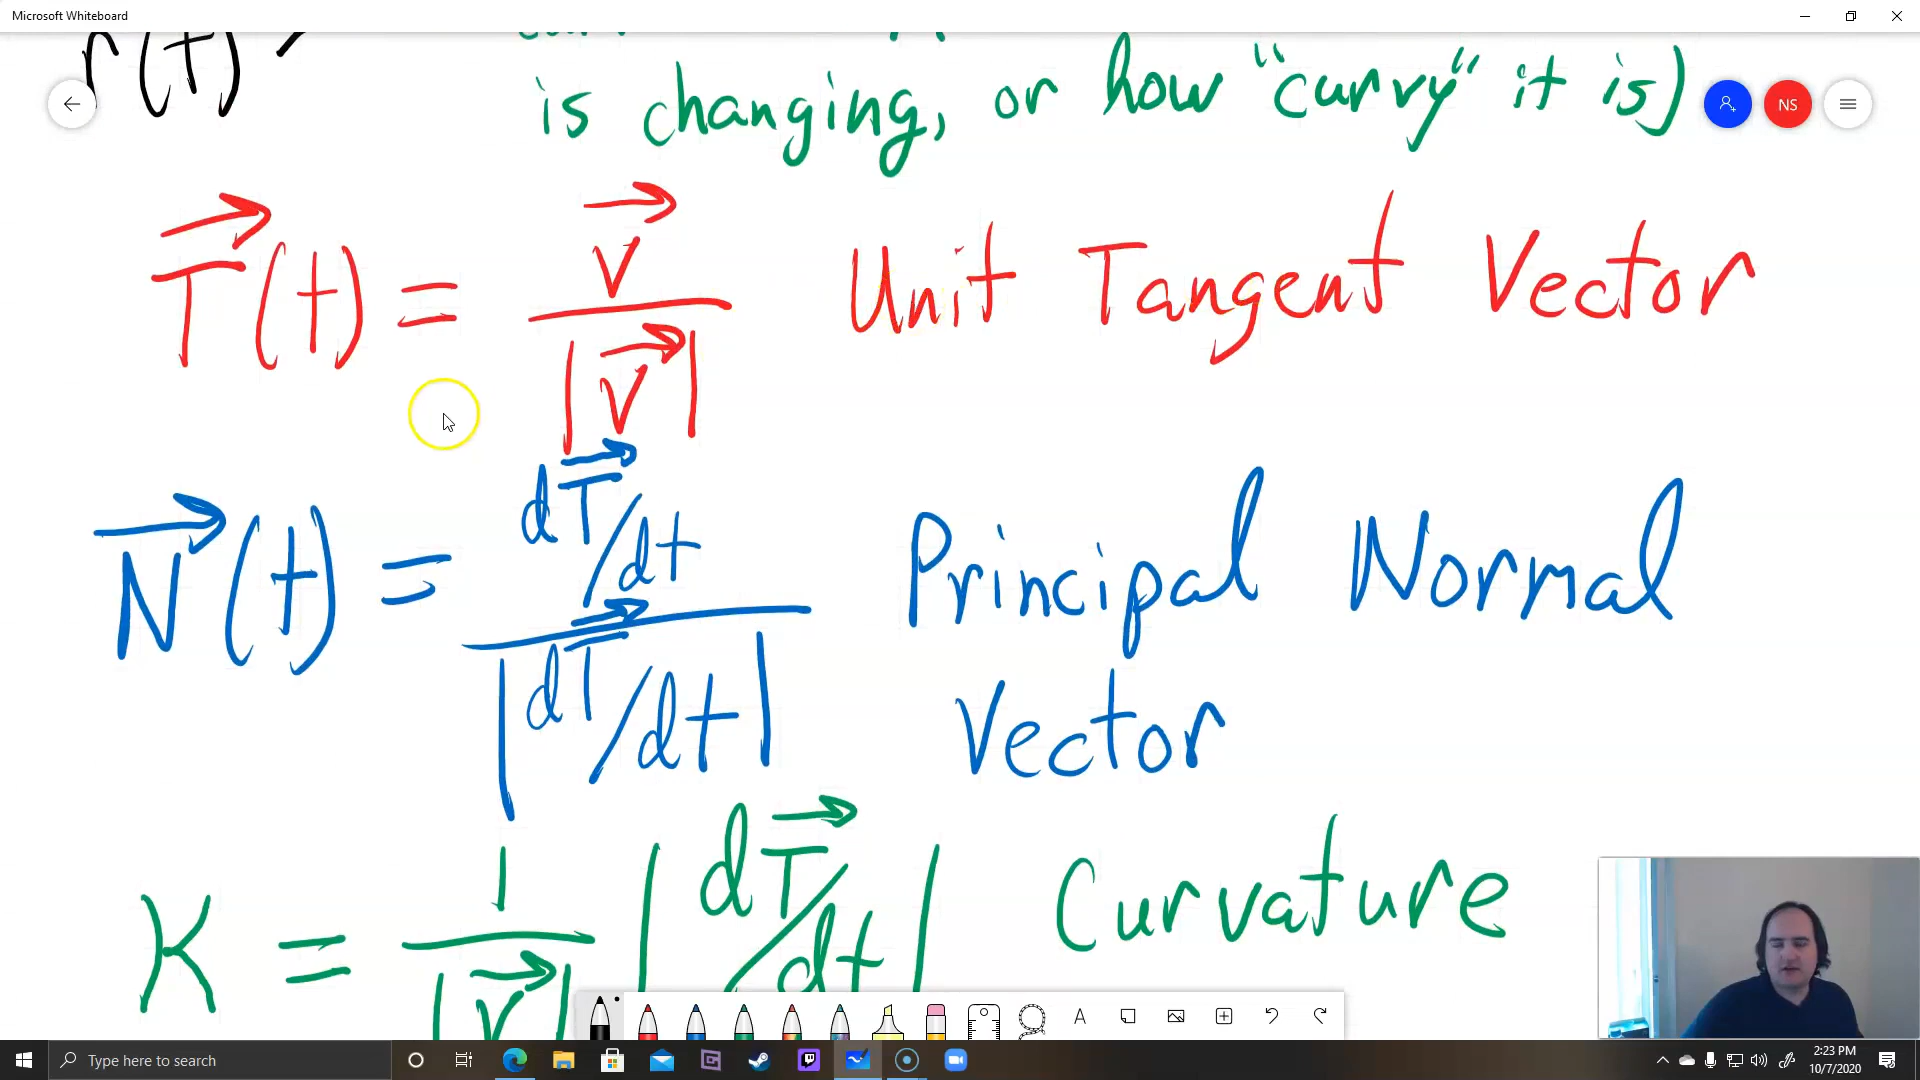 Microsoft Whiteboard
r(t)
is changing, or how "curvy" it is)
NS
T(t) = v / |v| Unit Tangent Vector
N(t) = dT/dt / |dT/dt| Principal Normal
Vector
K = 1 / |v| |dT/dt| Curvature
A
Type here to search
2:23 PM
10/7/2020